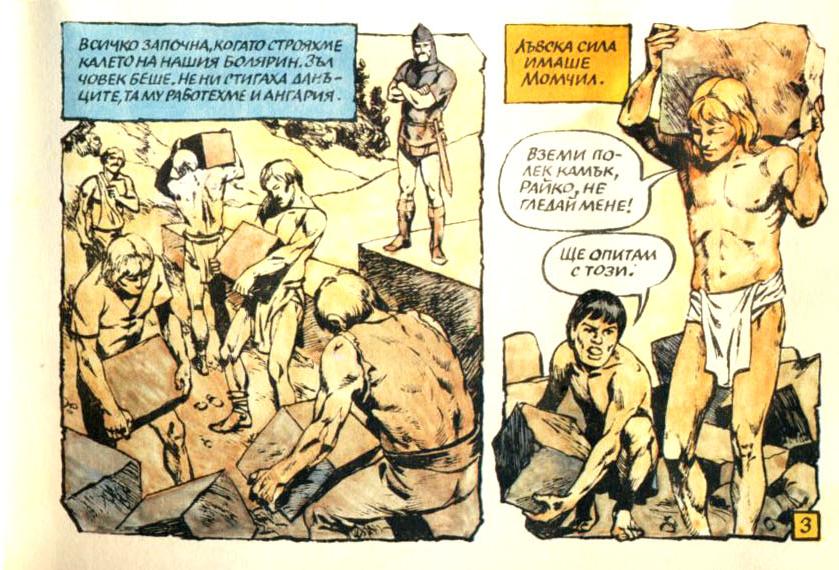 ВСИЧКО ЗАПОЧНА, КОГАТО СТРОЯХМЕ
КАЛЕТО НА НАШИЯ БОЛЯРИН. ЗЪЛ
ЧОВЕК БЕШЕ. НЕ НИ СТИГАХА ДАНЪ-
ЦИТЕ, ТА МУ РАБОТЕХМЕ И АНГАРИЯ.
ЛЪВСКА СИЛА
ИМАШЕ
МОМЧИЛ.
ВЗЕМИ ПО-
ЛЕК КАМЪК,
РАЙКО, НЕ
ГЛЕДАЙ МЕНЕ!
ЩЕ ОПИТАМ
С ТОЗИ.
3